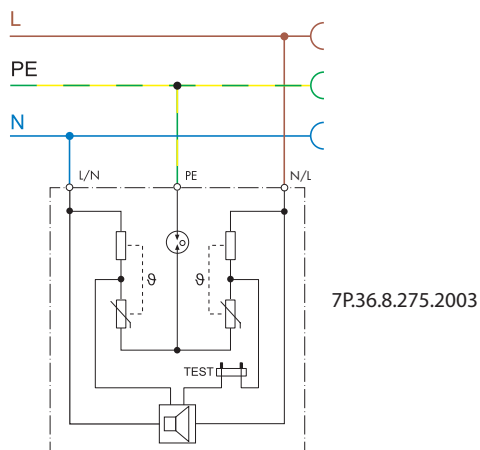 L
PE
N
L/N
PE
N/L
ϑ
ϑ
7P.36.8.275.2003
TEST